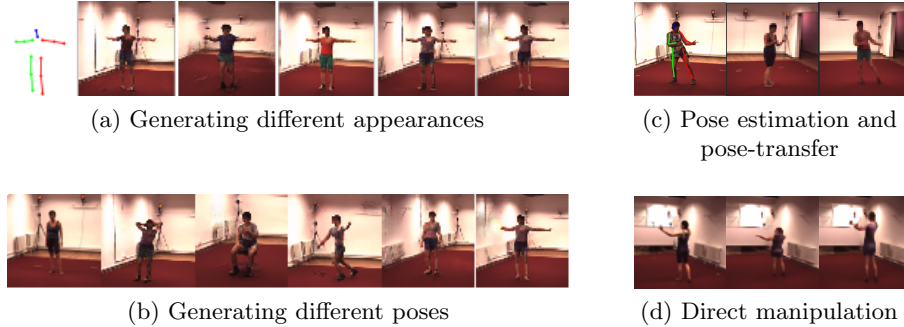 (a) Generating different appearances
(c) Pose estimation and
pose-transfer
(b) Generating different poses
(d) Direct manipulation